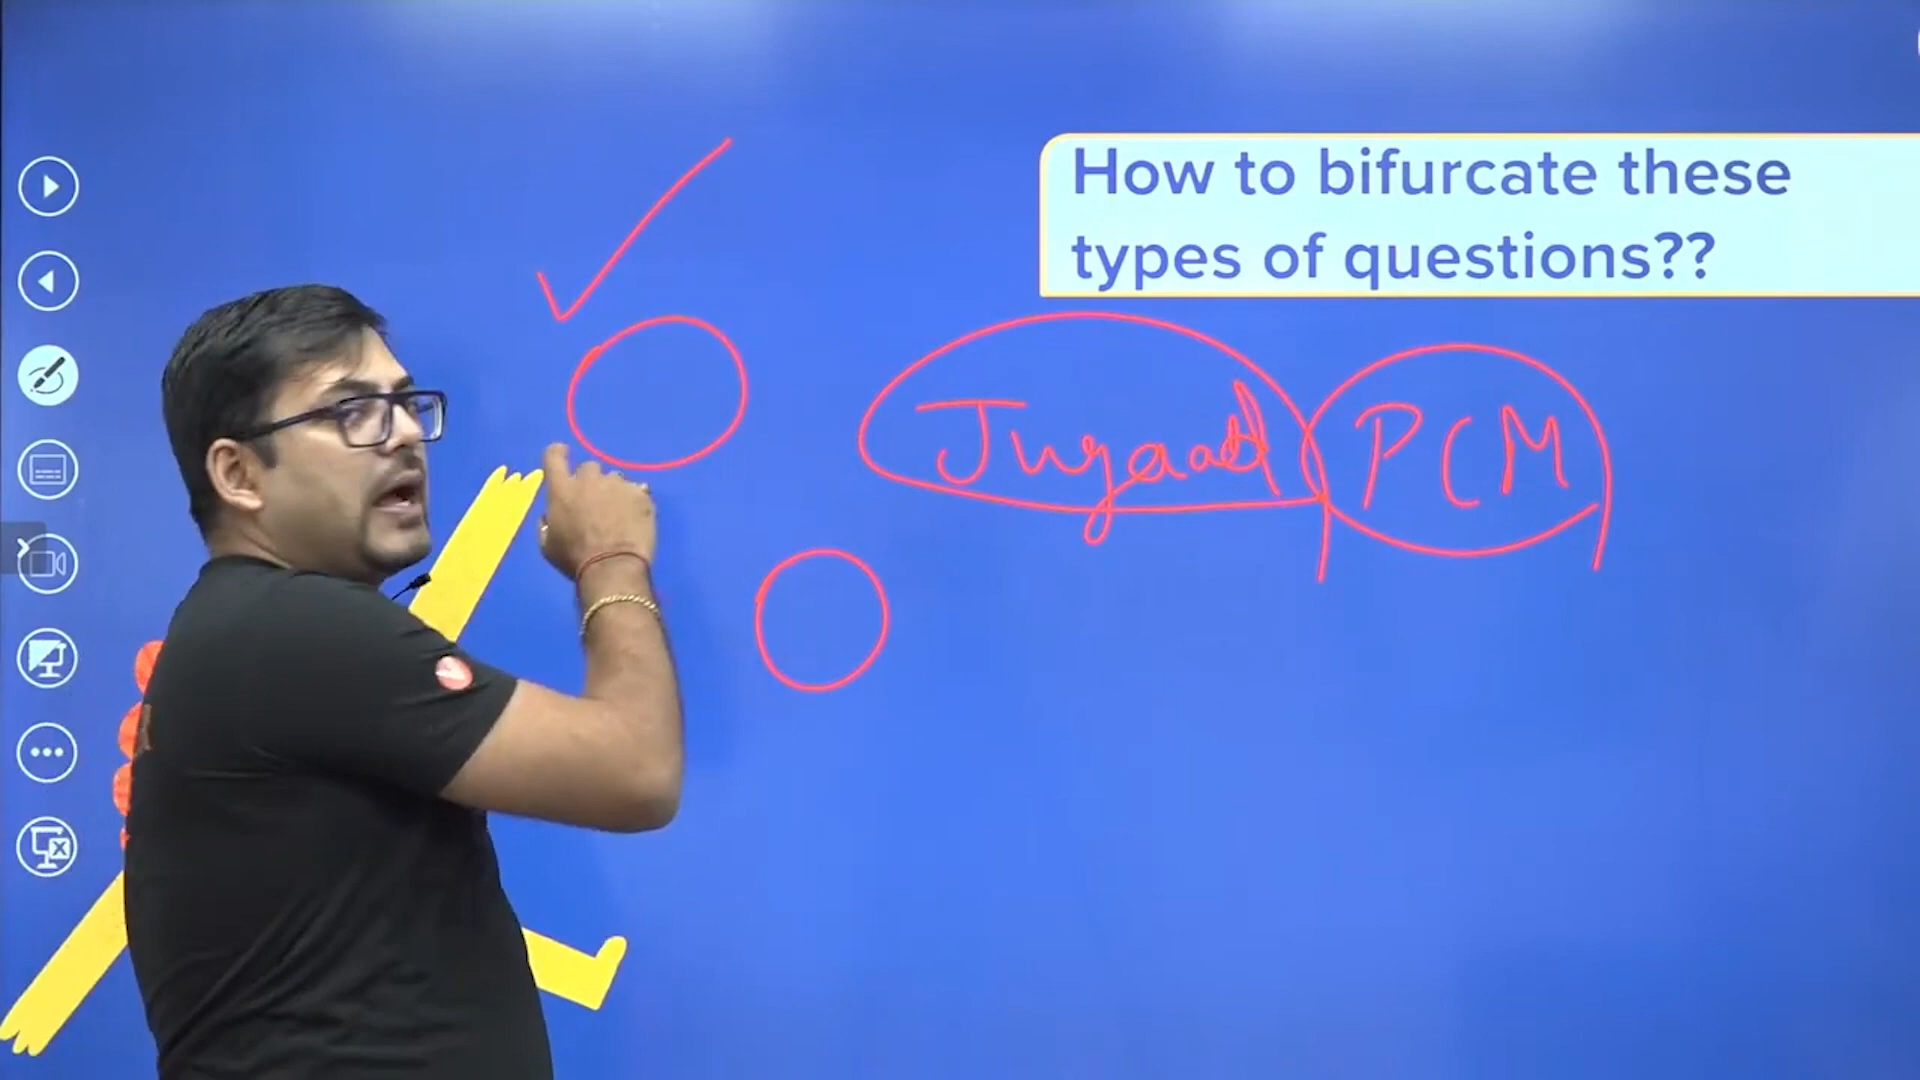 How to bifurcate these
types of questions??
Jugaad PCM